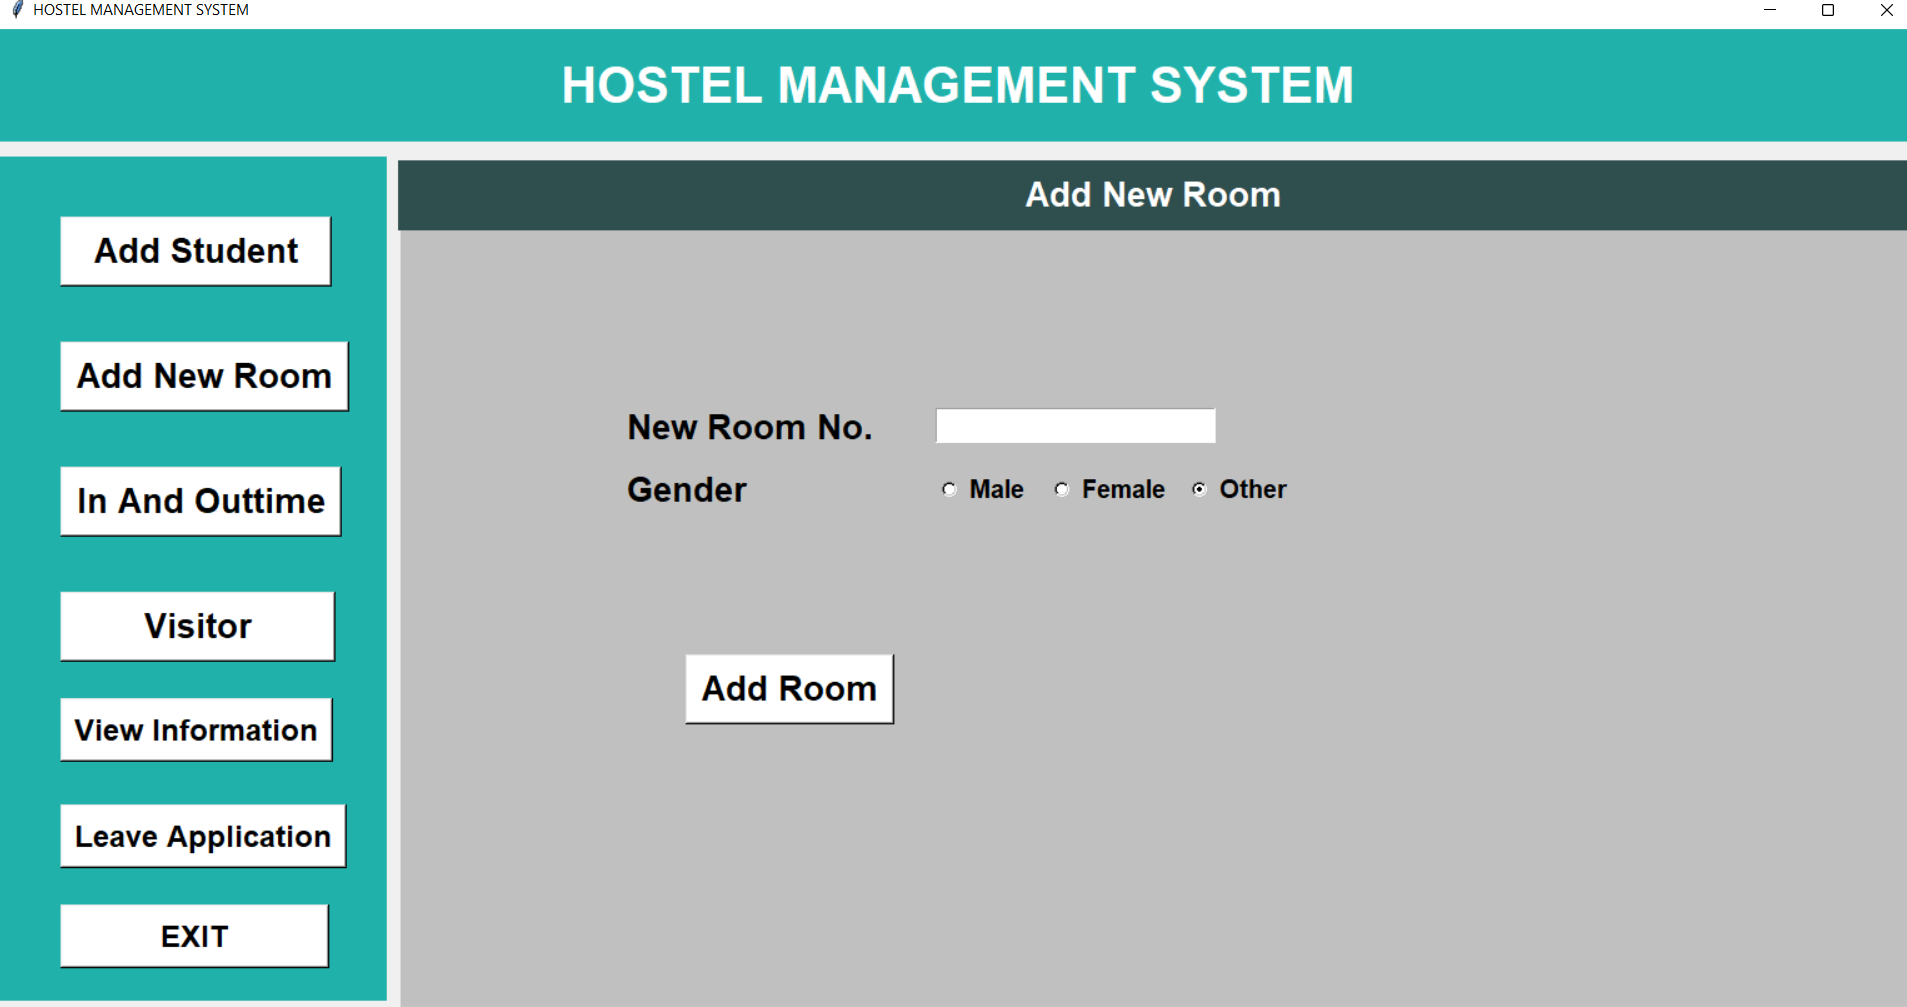 HOSTEL MANAGEMENT SYSTEM
HOSTEL MANAGEMENT SYSTEM
Add New Room
Add Student
Add New Room
In And Outtime
Visitor
View Information
Leave Application
EXIT
New Room No.
Gender Male Female Other
Add Room